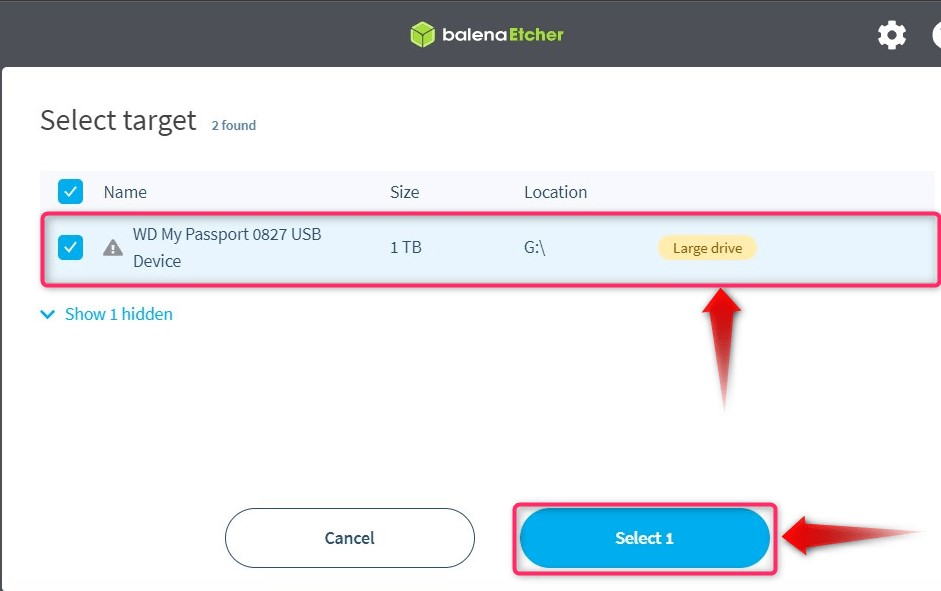 balenaEtcher
Select target 2 found
Name Size Location
WD My Passport 0827 USB
Device
1 TB G:\ Large drive
Show 1 hidden
Cancel Select 1